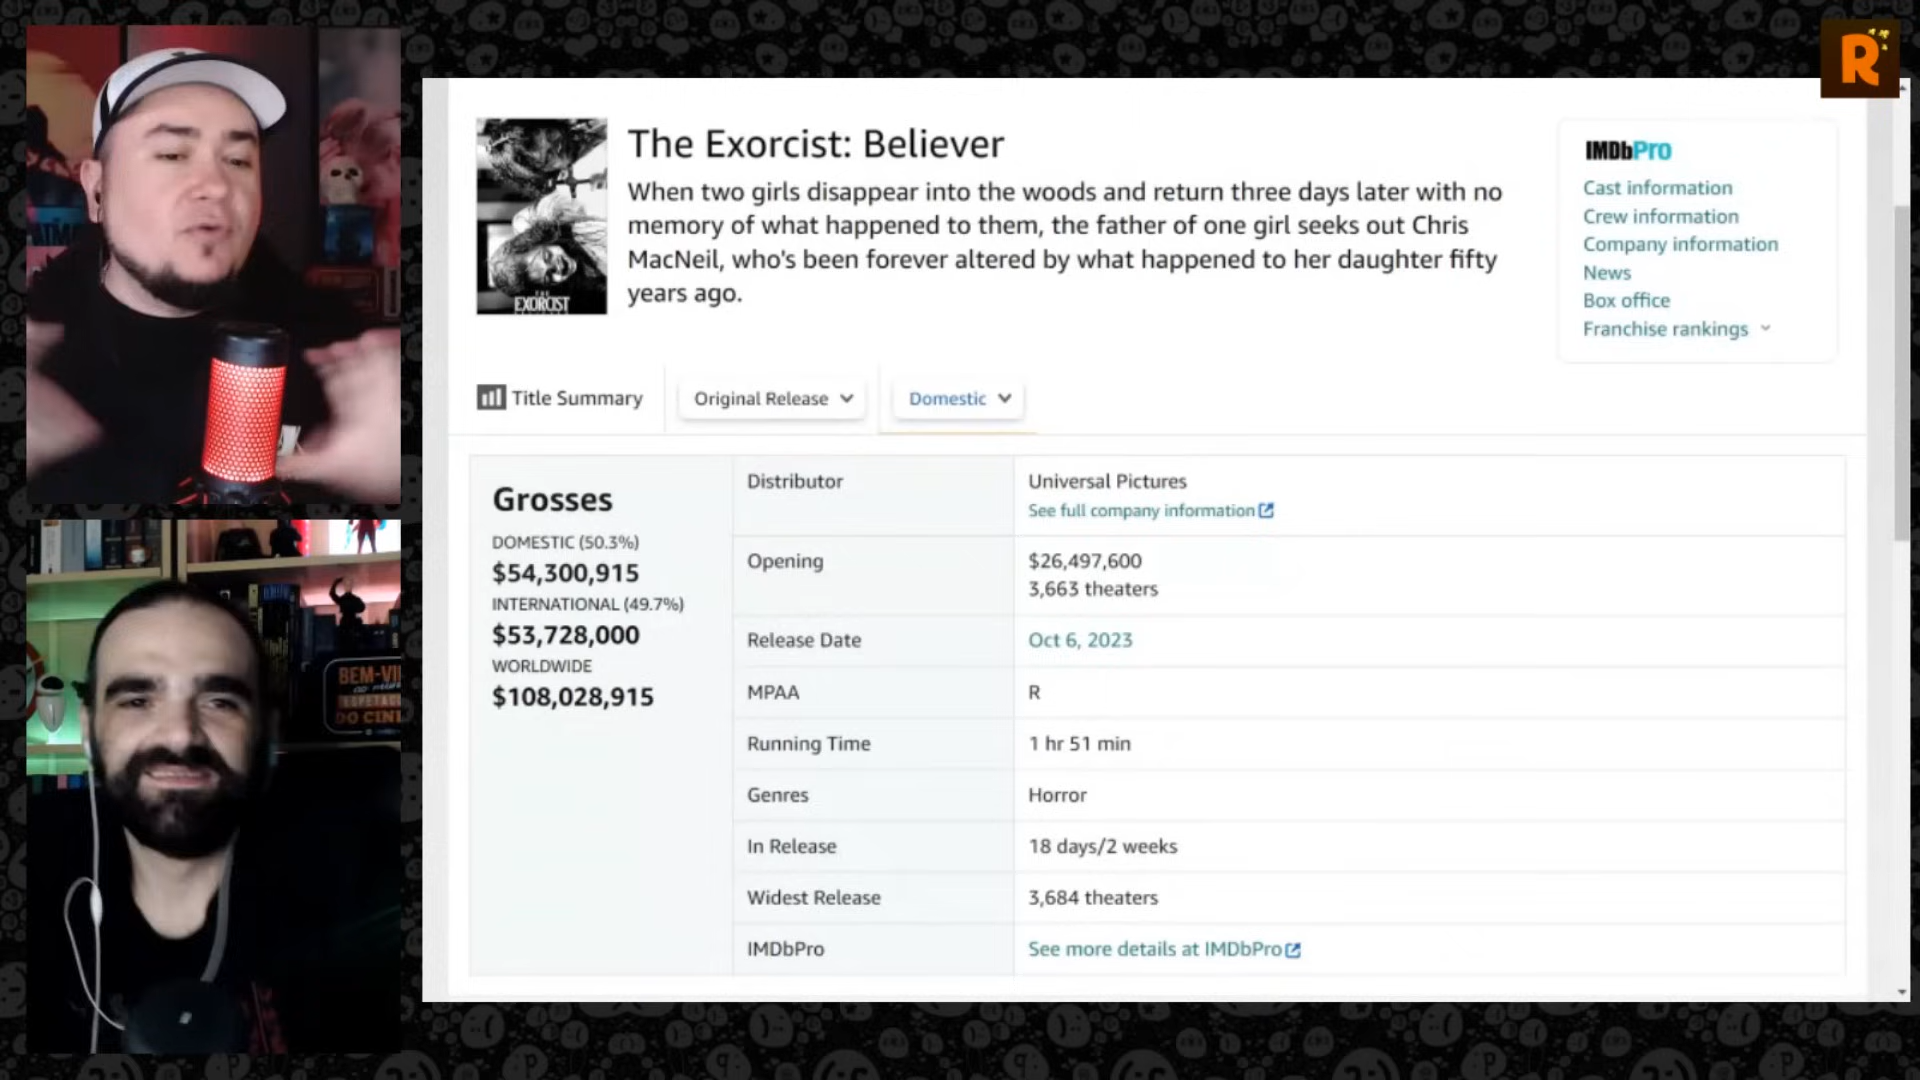 R
The Exorcist: Believer
When two girls disappear into the woods and return three days later with no
memory of what happened to them, the father of one girl seeks out Chris
MacNeil, who's been forever altered by what happened to her daughter fifty
years ago.
THE
EXORCIST
IMDbPro
Cast information
Crew information
Company information
News
Box office
Franchise rankings
Title Summary
Original Release
Domestic
Grosses
DOMESTIC (50.3%)
$54,300,915
INTERNATIONAL (49.7%)
$53,728,000
WORLDWIDE
$108,028,915
Distributor
Universal Pictures
See full company information
Opening
$26,497,600
3,663 theaters
Release Date
Oct 6, 2023
MPAA
R
Running Time
1 hr 51 min
Genres
Horror
In Release
18 days/2 weeks
Widest Release
3,684 theaters
IMDbPro
See more details at IMDbPro
BEM-VI
DO CIN